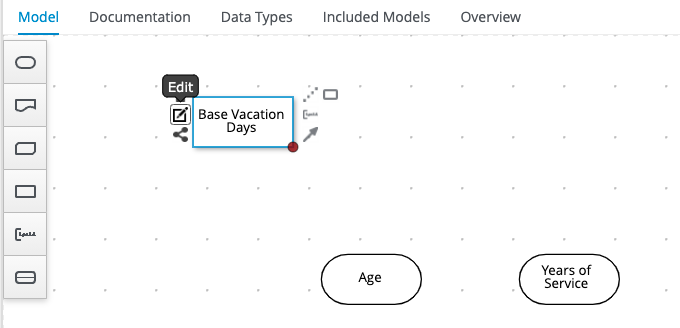 Model Documentation Data Types Included Models Overview
Edit
Base Vacation
Days
Age
Years of
Service